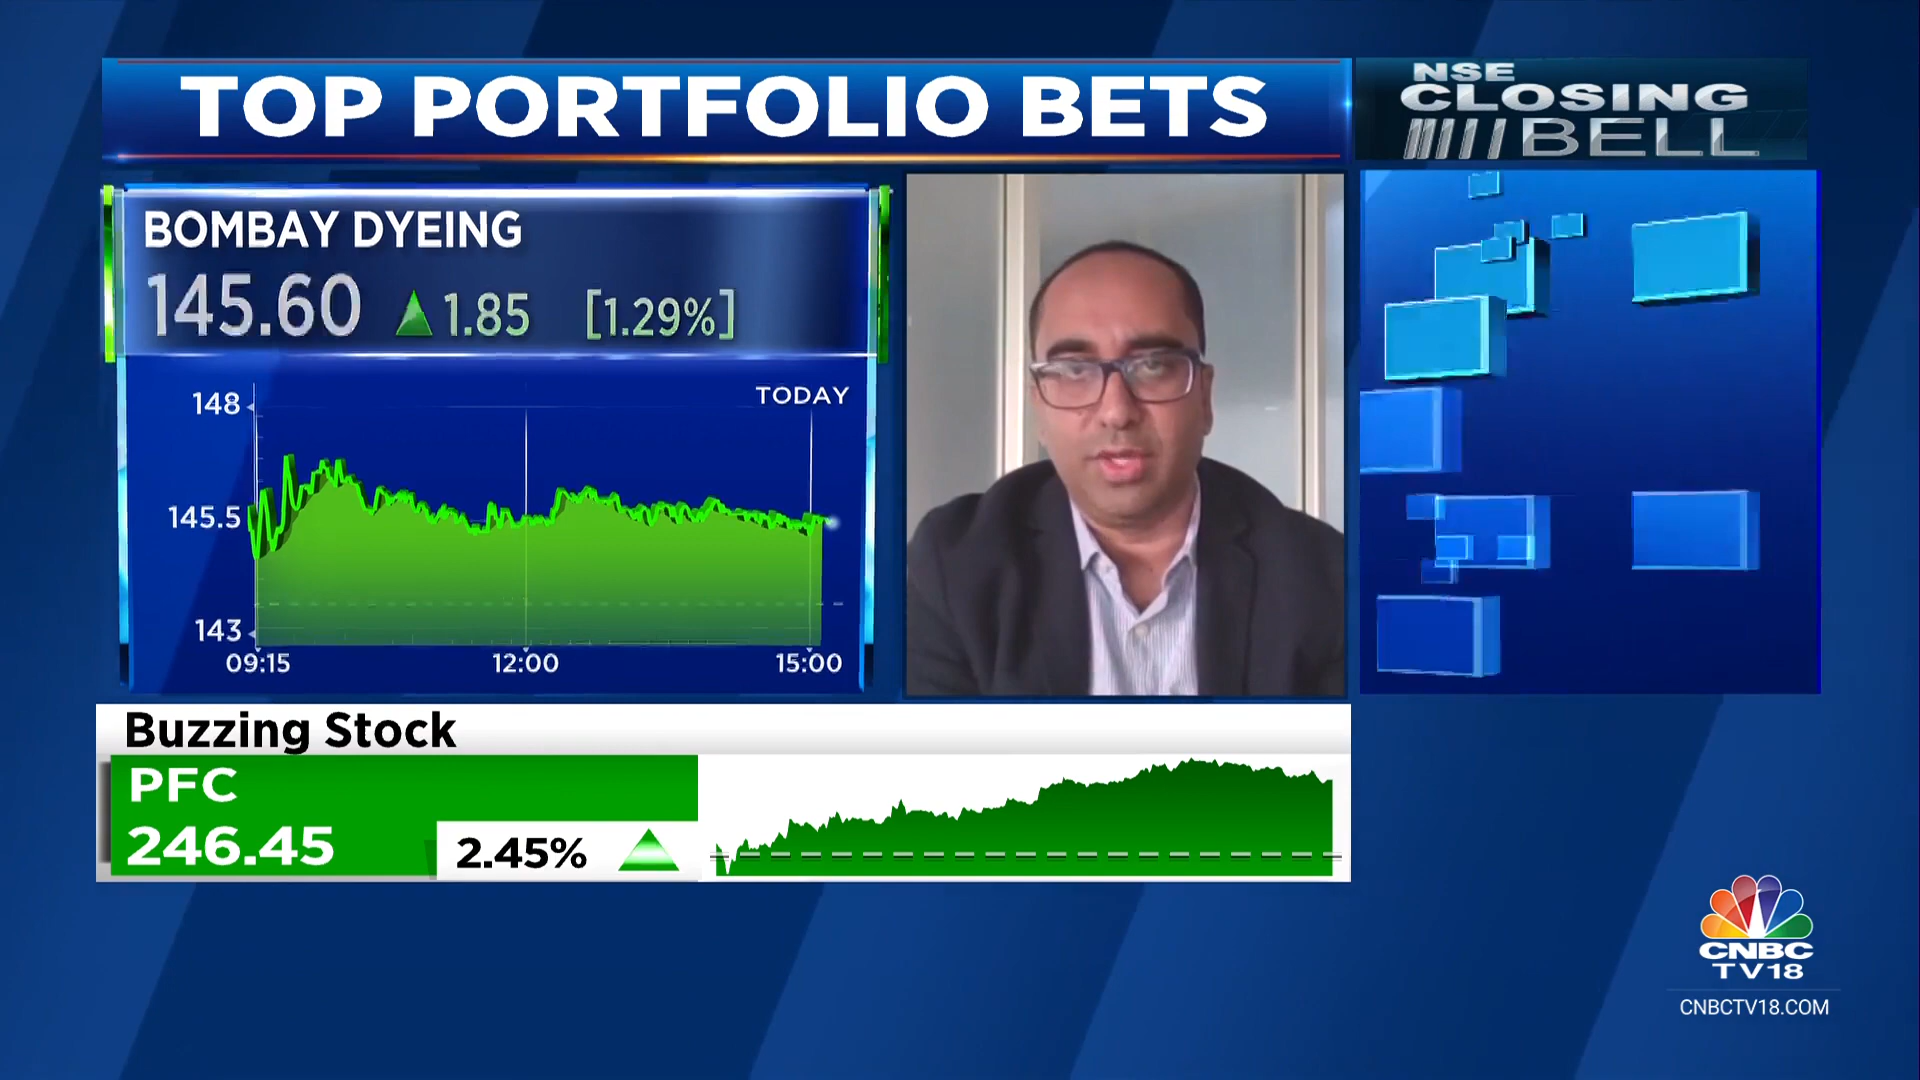 TOP PORTFOLIO BETS
NSE
CLOSING
BELL
BOMBAY DYEING
145.60 ▲ 1.85 [1.29%]
TODAY
148
145.5
143
09:15 12:00 15:00
Buzzing Stock
PFC
246.45 2.45% ▲
CNBC
TV18
CNBCTV18.COM